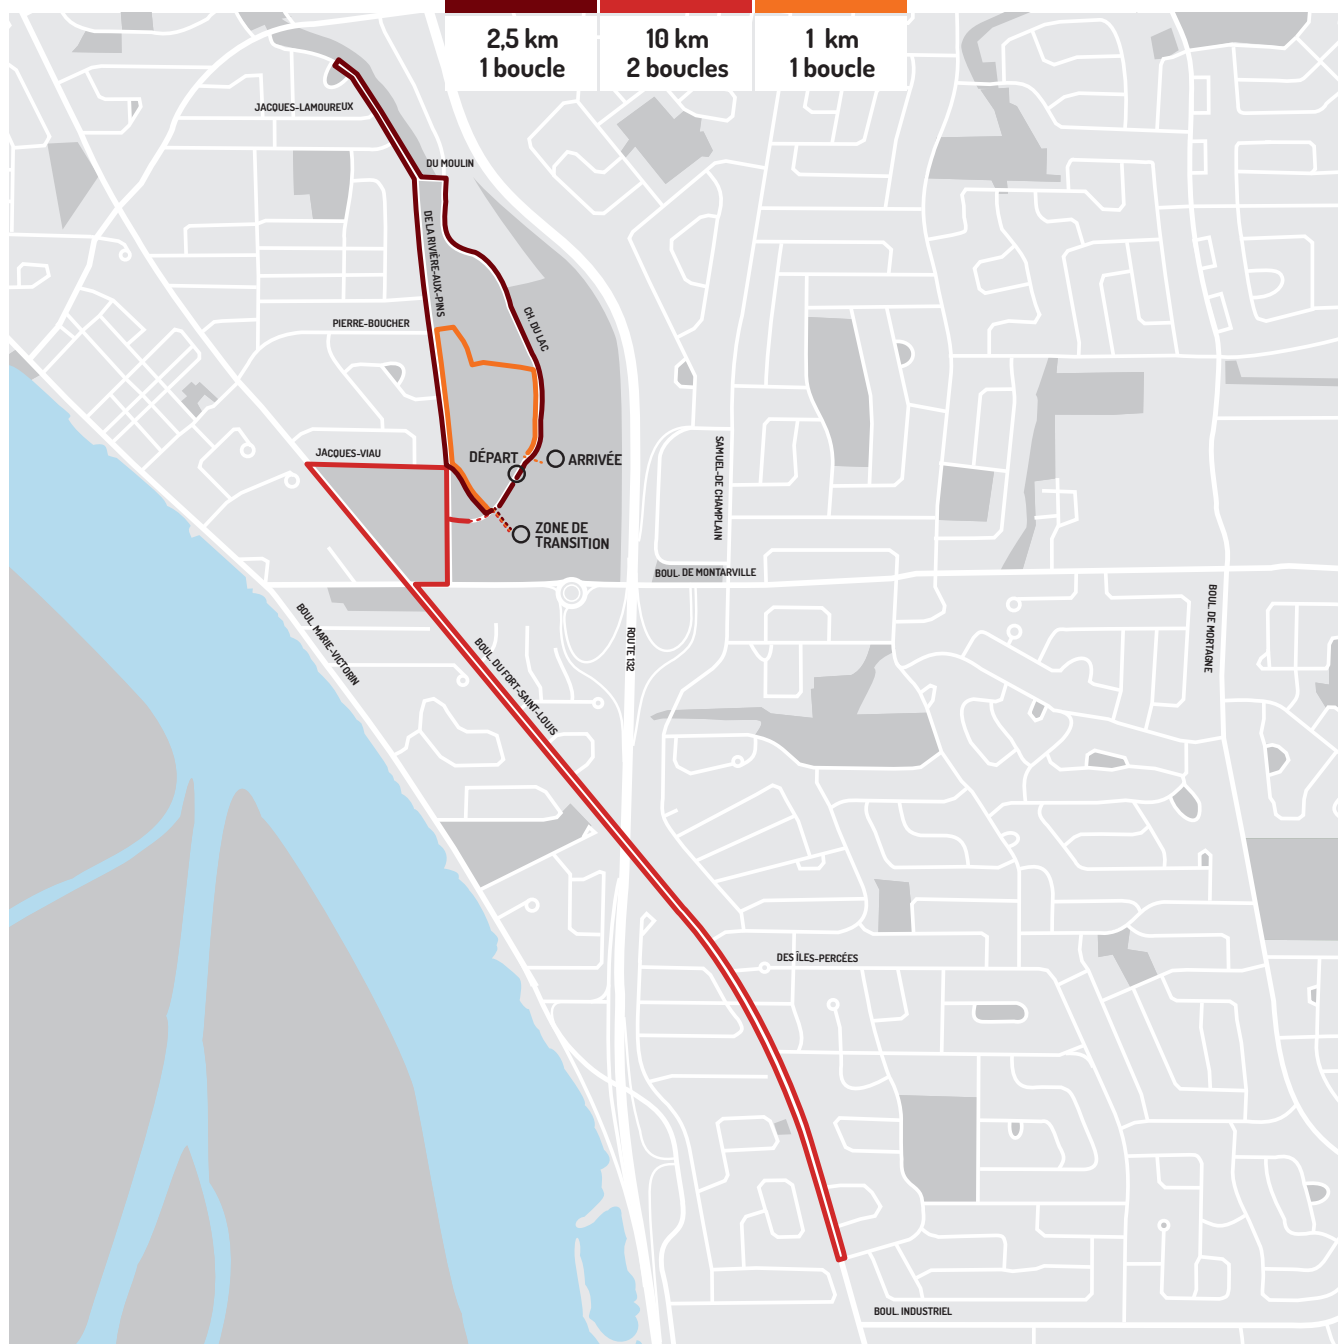 2,5 km
1 boucle
10 km
2 boucles
1 km
1 boucle
JACQUES-LAMOUREUX
DU MOULIN
DE LA RIVIÈRE-AUX-PINS
CH. DU LAC
PIERRE-BOUCHER
JACQUES-VIAU
DÉPART
ARRIVÉE
ZONE DE
TRANSITION
SAMUEL-DE CHAMPLAIN
BOUL. DE MONTARVILLE
BOUL. MARIE-VICTORIN
BOUL. DU FORT-SAINT-LOUIS
ROUTE 132
BOUL. DE MORTAGNE
DES ÎLES-PERCÉES
BOUL. INDUSTRIEL